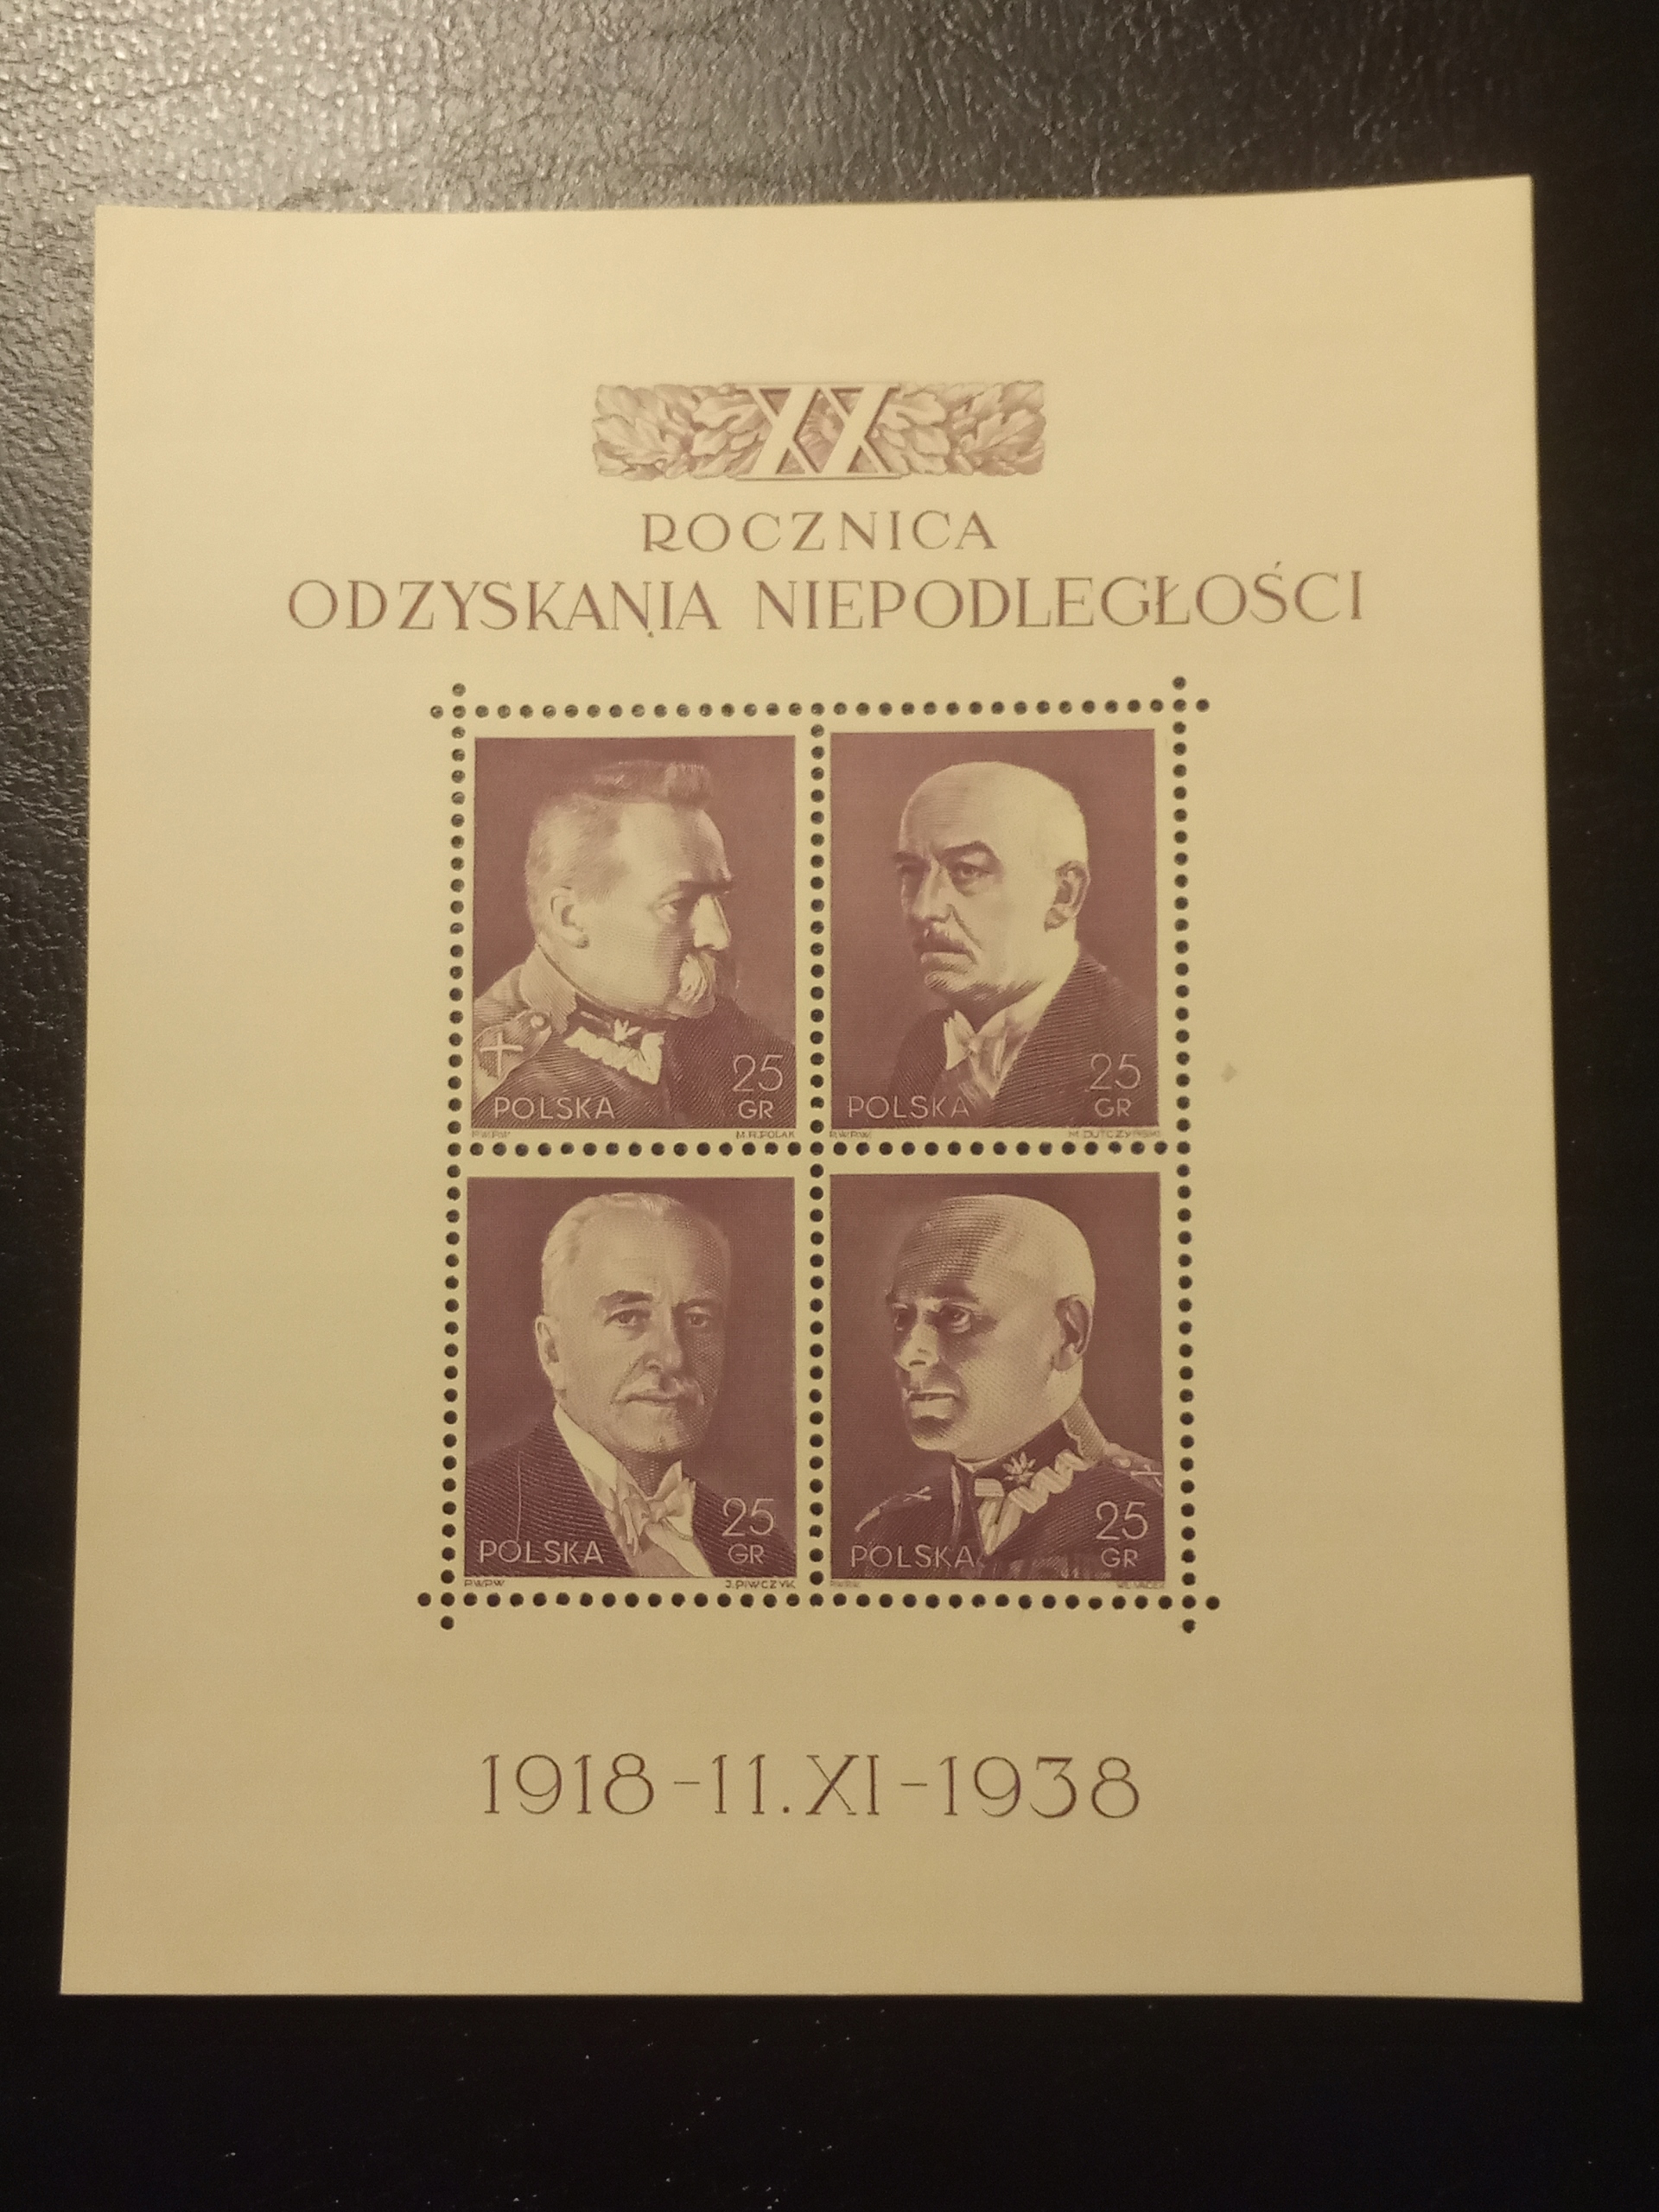 XX
ROCZNICA
ODZYSKANIA NIEPODLEGŁOŚCI
25
POLSKA GR
P.W.P.W. M.R.POLAK
25
POLSKA GR
P.W.P.W. M.DUTCZYŃSKI
25
POLSKA GR
P.W.P.W. J.PIWCZYK
25
POLSKA GR
1918-11.XI-1938